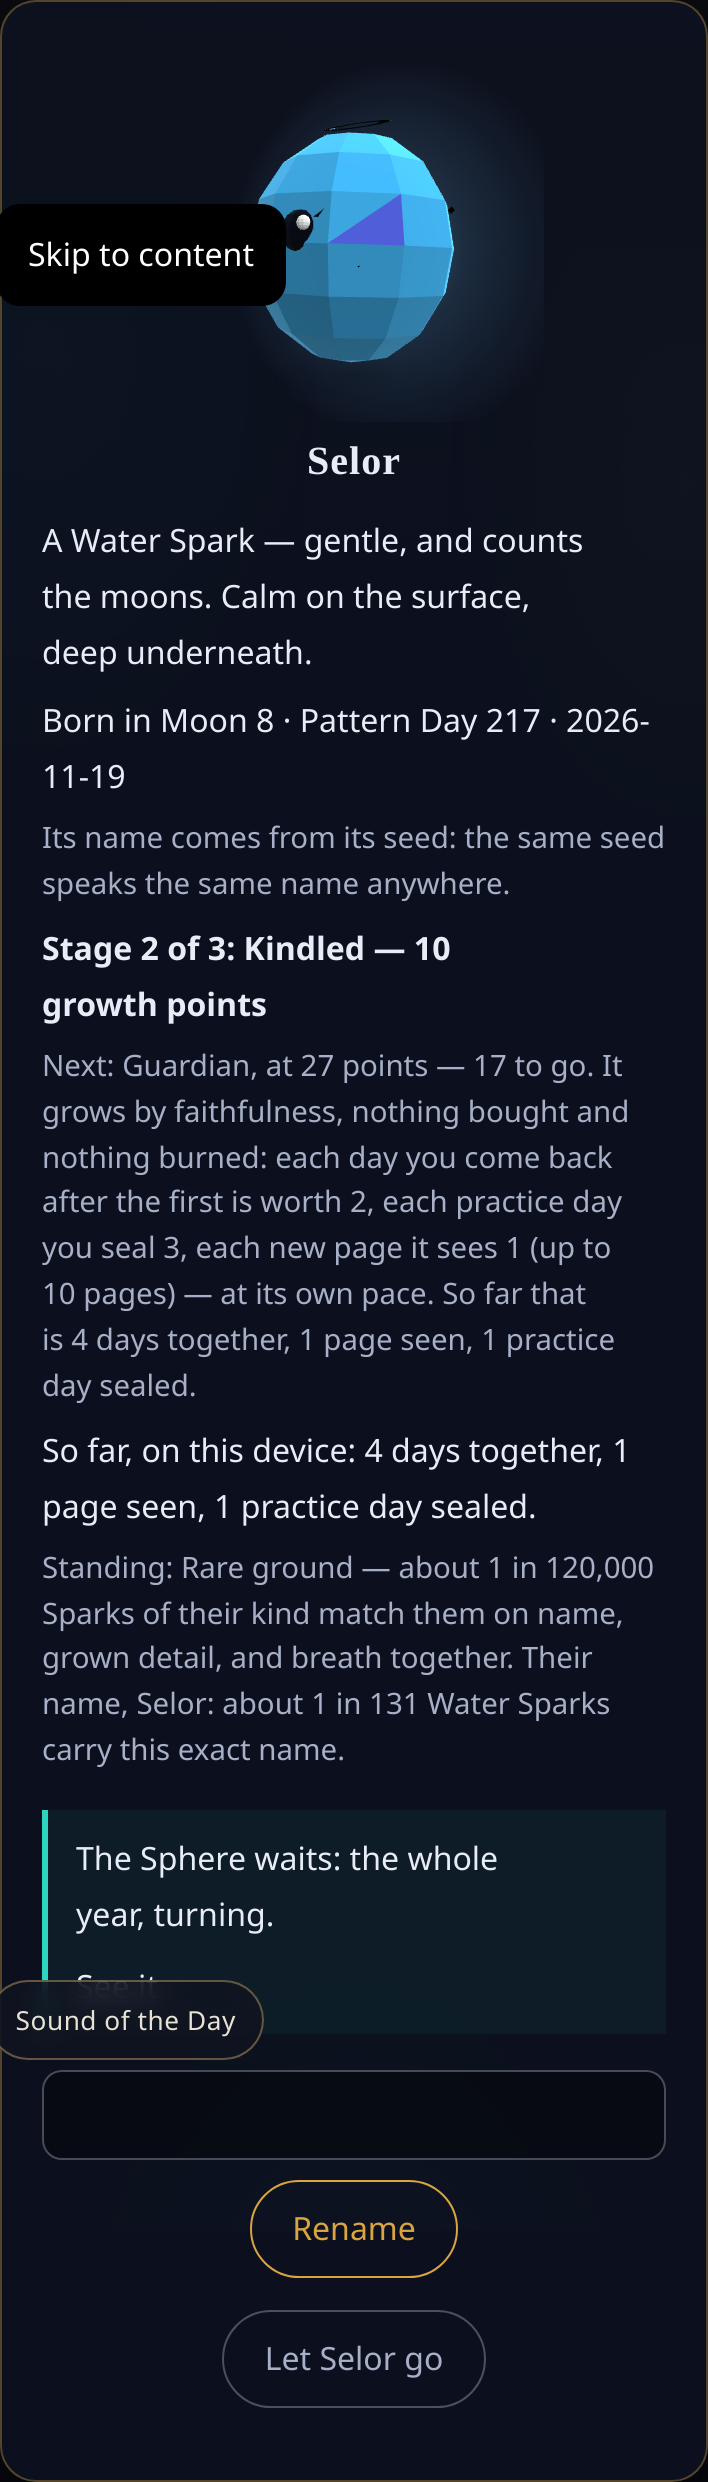 Skip to content
Selor
A Water Spark — gentle, and counts
the moons. Calm on the surface,
deep underneath.
Born in Moon 8 · Pattern Day 217 · 2026-
11-19
Its name comes from its seed: the same seed
speaks the same name anywhere.
Stage 2 of 3: Kindled — 10
growth points
Next: Guardian, at 27 points — 17 to go. It
grows by faithfulness, nothing bought and
nothing burned: each day you come back
after the first is worth 2, each practice day
you seal 3, each new page it sees 1 (up to
10 pages) — at its own pace. So far that
is 4 days together, 1 page seen, 1 practice
day sealed.
So far, on this device: 4 days together, 1
page seen, 1 practice day sealed.
Standing: Rare ground — about 1 in 120,000
Sparks of their kind match them on name,
grown detail, and breath together. Their
name, Selor: about 1 in 131 Water Sparks
carry this exact name.
The Sphere waits: the whole
year, turning.
See it
Sound of the Day
Rename
Let Selor go